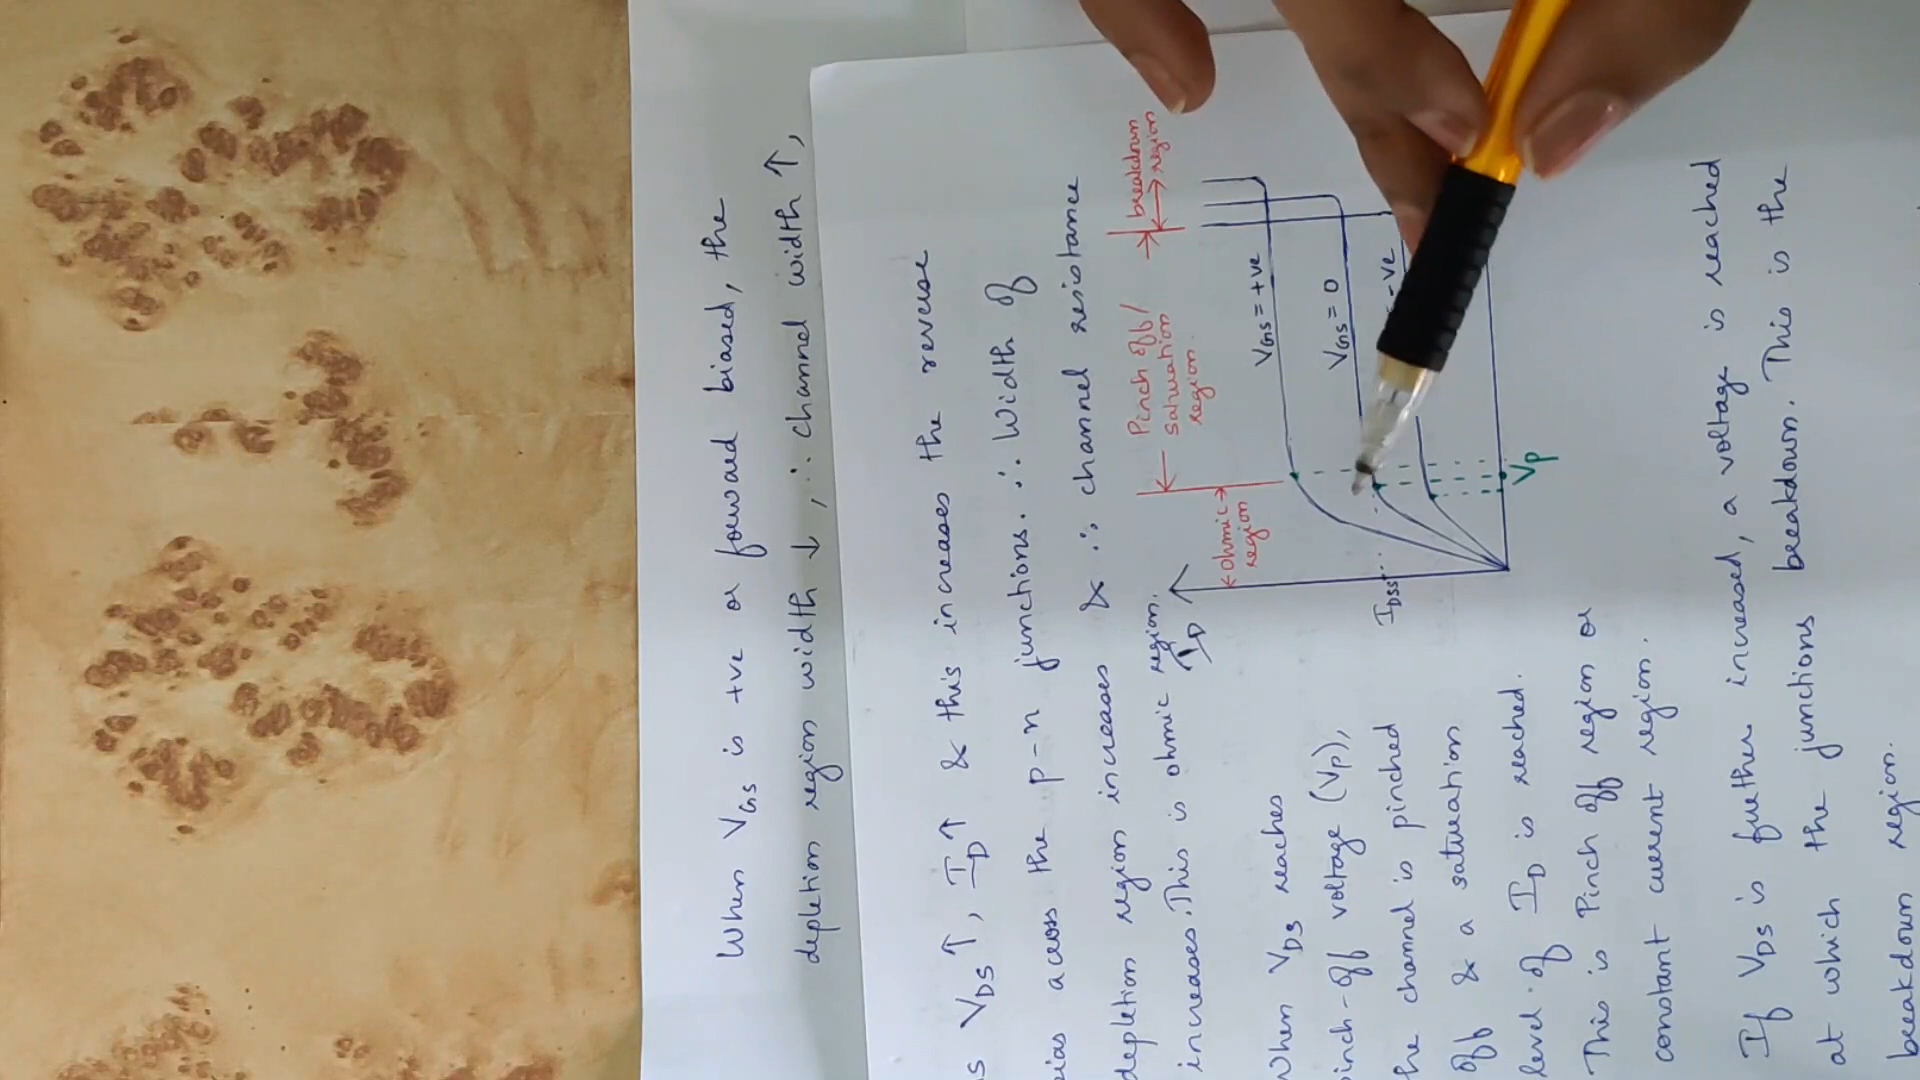 When VGS is +ve or forward biased, the
depletion region width ↓, ∴ channel width ↑,
s VDS ↑, ID ↑ & this increases the reverse
ias across the p-n junctions. ∴ Width of
depletion region increases & ∴ channel resistance
increases. This is ohmic region.
When VDS reaches
pinch-off voltage (Vp),
the channel is pinched
off & a saturation
level of ID is reached.
This is Pinch off region or
constant current region.
ID
ohmic
region
Pinch off/
saturation
region.
breakdown
region
VGS = +ve
VGS = 0
-ve
IDSS
Vp
If VDS is further increased, a voltage is reached
at which the junctions breakdown. This is the
breakdown region.